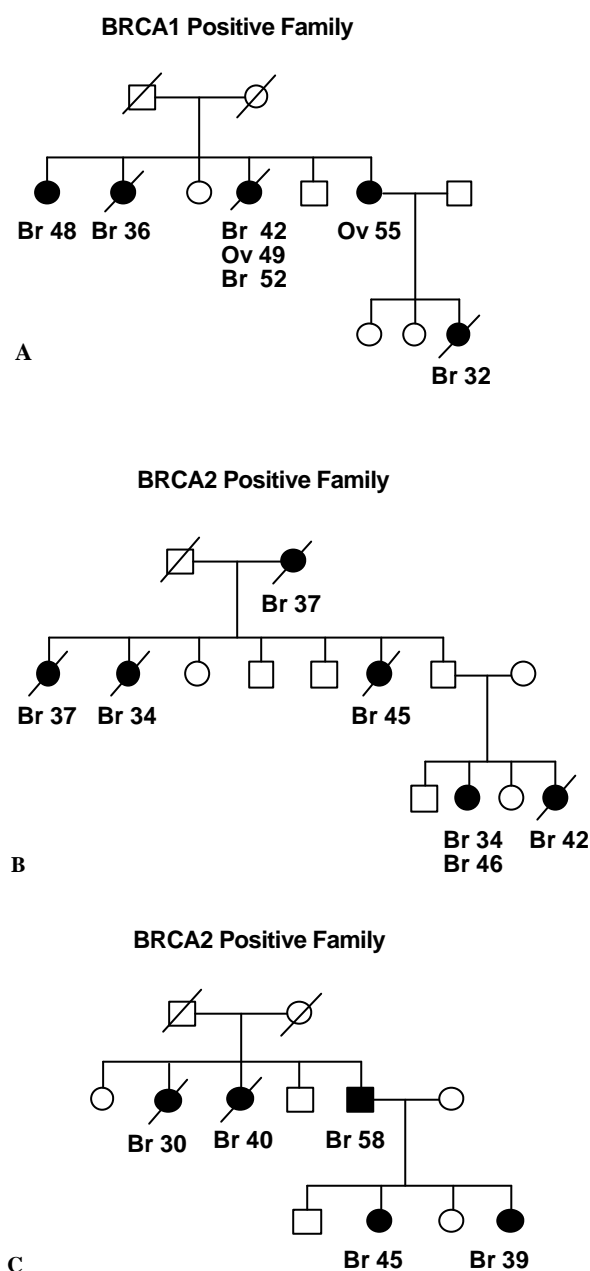 BRCA1 Positive Family
Br 48 Br 36 Br 42 Ov 55
Ov 49
Br 52
A
Br 32
BRCA2 Positive Family
Br 37
Br 37 Br 34 Br 45
Br 34 Br 42
Br 46
B
BRCA2 Positive Family
Br 30 Br 40 Br 58
Br 45 Br 39
C